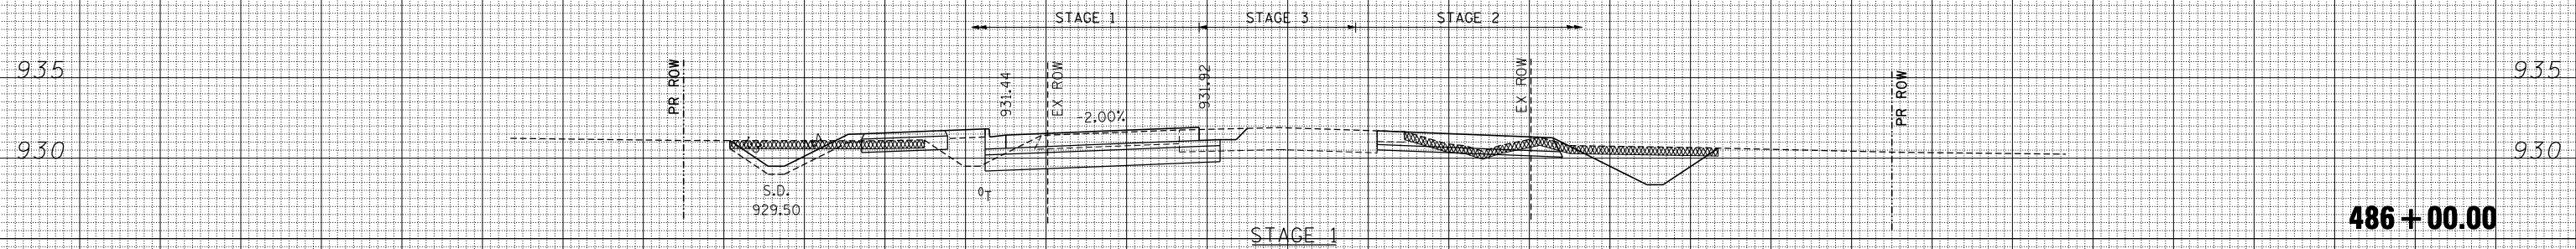 STAGE 1 STAGE 3 STAGE 2
935 935
PR ROW
931.44
EX ROW
931.92
EX ROW
PR ROW
-2.00%
930 930
S.D.
929.50
T
486 + 00.00
STAGE 1